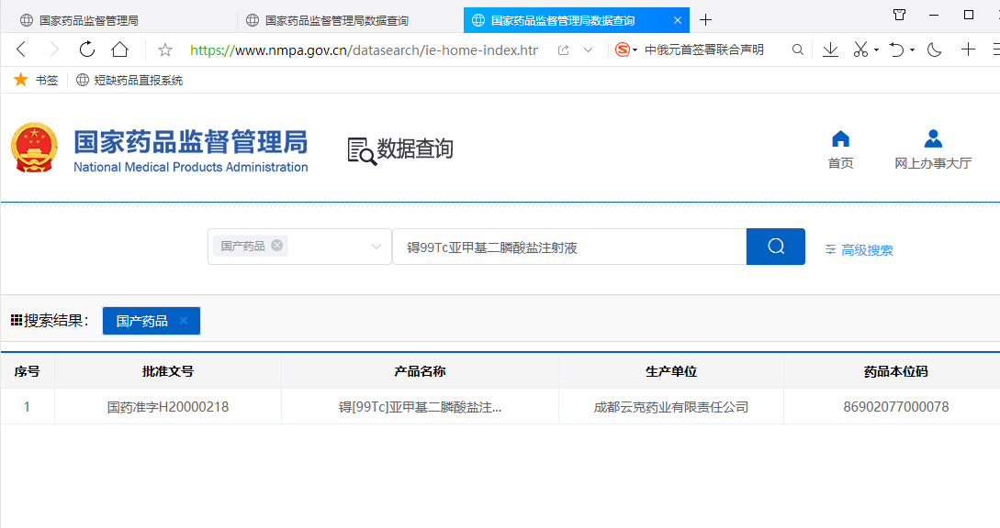 国家药品监督管理局 国家药品监督管理局数据查询 国家药品监督管理局数据查询
https://www.nmpa.gov.cn/datasearch/ie-home-index.htr 中俄元首签署联合声明
书签 短缺药品直报系统
国家药品监督管理局
National Medical Products Administration
数据查询
首页 网上办事大厅
国产药品 锝99Tc亚甲基二膦酸盐注射液 高级搜索
搜索结果： 国产药品
序号 批准文号 产品名称 生产单位 药品本位码
1 国药准字H20000218 锝[99Tc]亚甲基二膦酸盐注... 成都云克药业有限责任公司 86902077000078